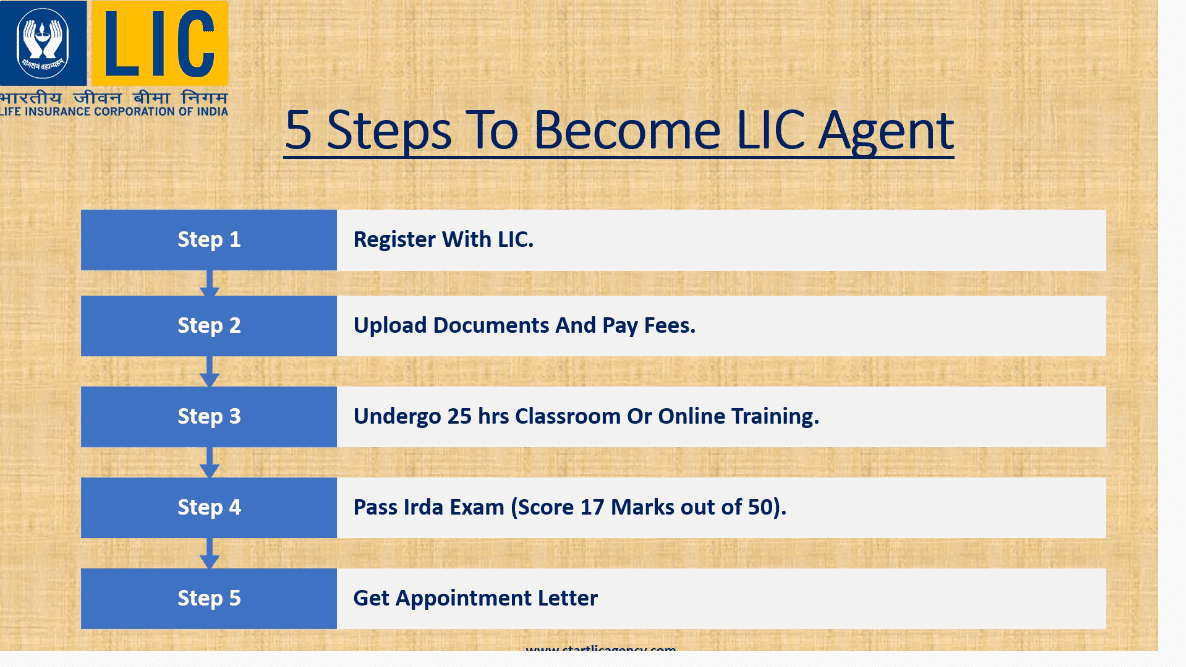 LIC
भारतीय जीवन बीमा निगम
LIFE INSURANCE CORPORATION OF INDIA
5 Steps To Become LIC Agent
Step 1 Register With LIC.
Step 2 Upload Documents And Pay Fees.
Step 3 Undergo 25 hrs Classroom Or Online Training.
Step 4 Pass Irda Exam (Score 17 Marks out of 50).
Step 5 Get Appointment Letter
www.startlicagency.com